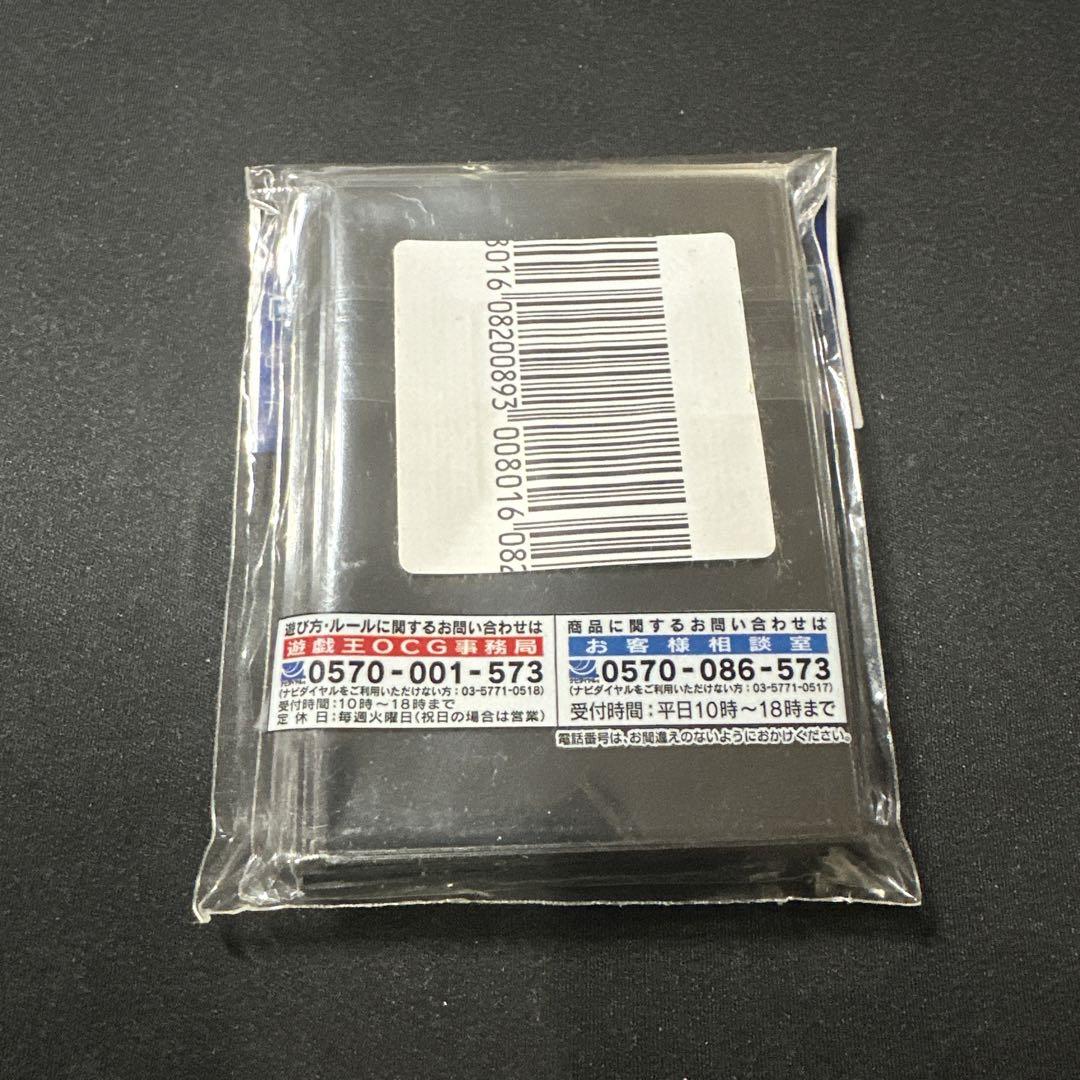 8016 08200893 008016 082
遊び方・ルールに関するお問い合わせは
遊戯王OCG事務局
0570-001-573
(ナビダイヤルをご利用いただけない方：03-5771-0518)
受付時間：10時〜18時まで
定 休 日：毎週火曜日(祝日の場合は営業)
商品に関するお問い合わせは
お客様相談室
0570-086-573
(ナビダイヤルをご利用いただけない方：03-5771-0517)
受付時間：平日10時〜18時まで
電話番号は、お間違えのないようにおかけください。